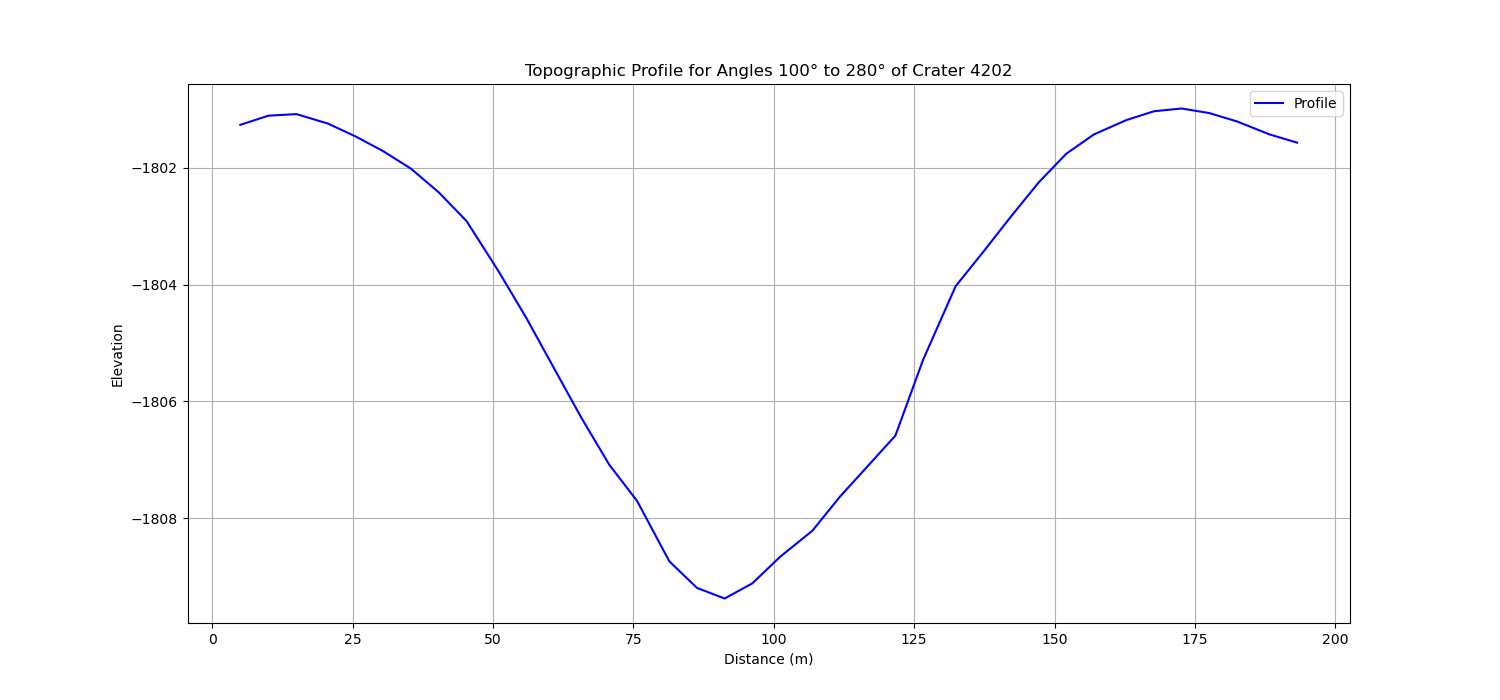 Topographic Profile for Angles 100° to 280° of Crater 4202
Profile
−1802
−1804
−1806
−1808
Elevation
0 25 50 75 100 125 150 175 200
Distance (m)